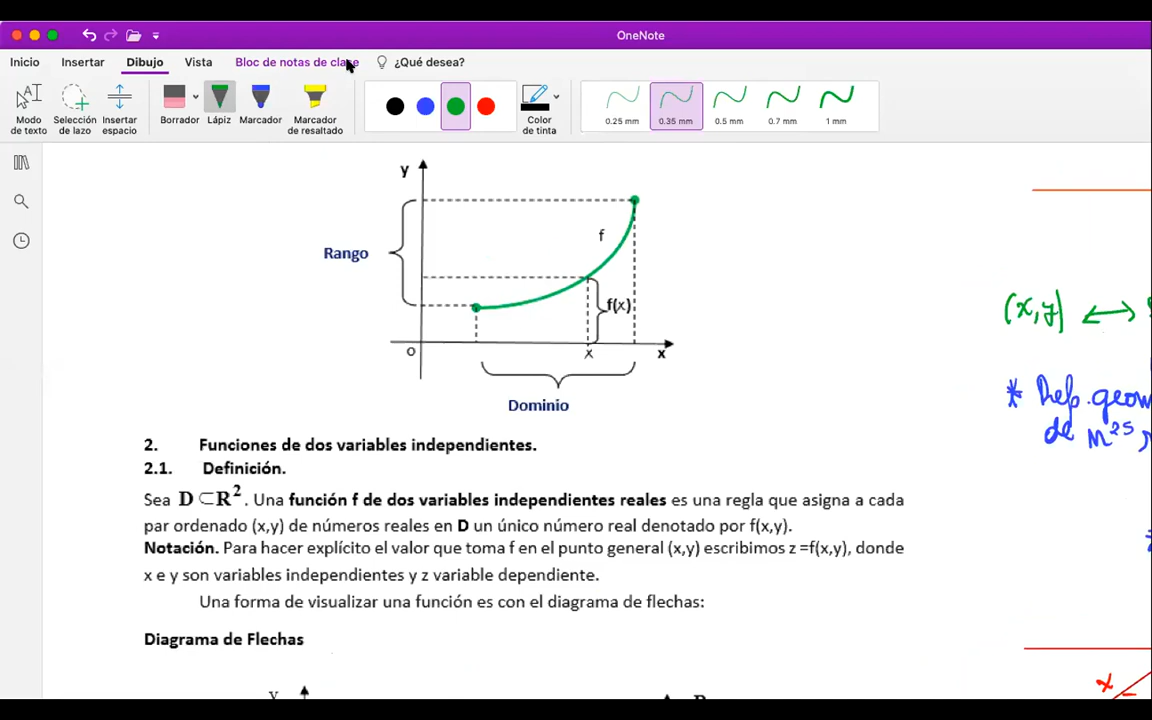 OneNote
Inicio Insertar Dibujo Vista Bloc de notas de clase ¿Qué desea?
Modo de texto Selección de lazo Insertar espacio Borrador Lápiz Marcador Marcador de resaltado Color de tinta 0.25 mm 0.35 mm 0.5 mm 0.7 mm 1 mm
y
f
Rango
f(x)
O x x
Dominio
(x,y) ⟷
* Rep. geom
de
2. Funciones de dos variables independientes.
2.1. Definición.
Sea D ⊂ R². Una función f de dos variables independientes reales es una regla que asigna a cada
par ordenado (x,y) de números reales en D un único número real denotado por f(x,y).
Notación. Para hacer explícito el valor que toma f en el punto general (x,y) escribimos z =f(x,y), donde
x e y son variables independientes y z variable dependiente.
Una forma de visualizar una función es con el diagrama de flechas:
Diagrama de Flechas
x